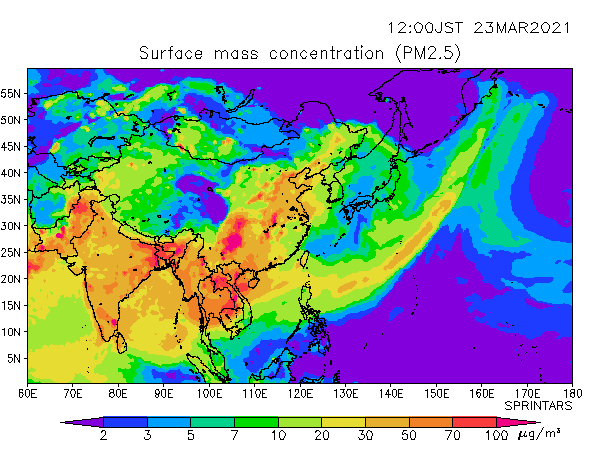 12:00JST 23MAR2021
Surface mass concentration (PM2.5)
55N
50N
45N
40N
35N
30N
25N
20N
15N
10N
5N
60E 70E 80E 90E 100E 110E 120E 130E 140E 150E 160E 170E 180
SPRINTARS
2 3 5 7 10 20 30 50 70 100 μg/m³